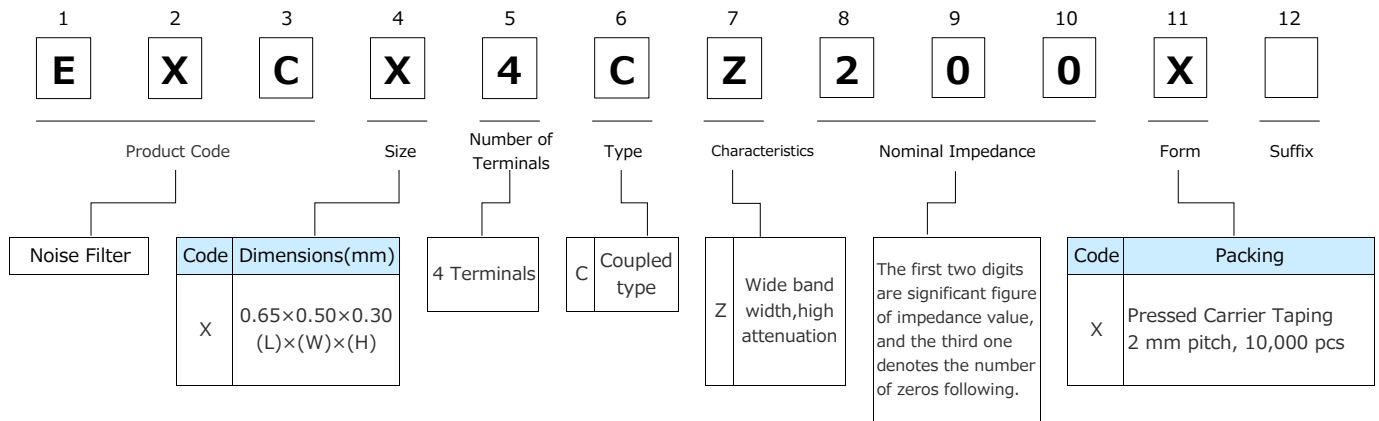 1 2 3 4 5 6 7 8 9 10 11 12
E X C X 4 C Z 2 0 0 X
Product Code
Size
Number of
Terminals
Type
Characteristics
Nominal Impedance
Form
Suffix
Noise Filter
Code Dimensions(mm)
X 0.65×0.50×0.30
(L)×(W)×(H)
4 Terminals
C Coupled
type
Z Wide band
width,high
attenuation
The first two digits
are significant figure
of impedance value,
and the third one
denotes the number
of zeros following.
Code Packing
X Pressed Carrier Taping
2 mm pitch, 10,000 pcs